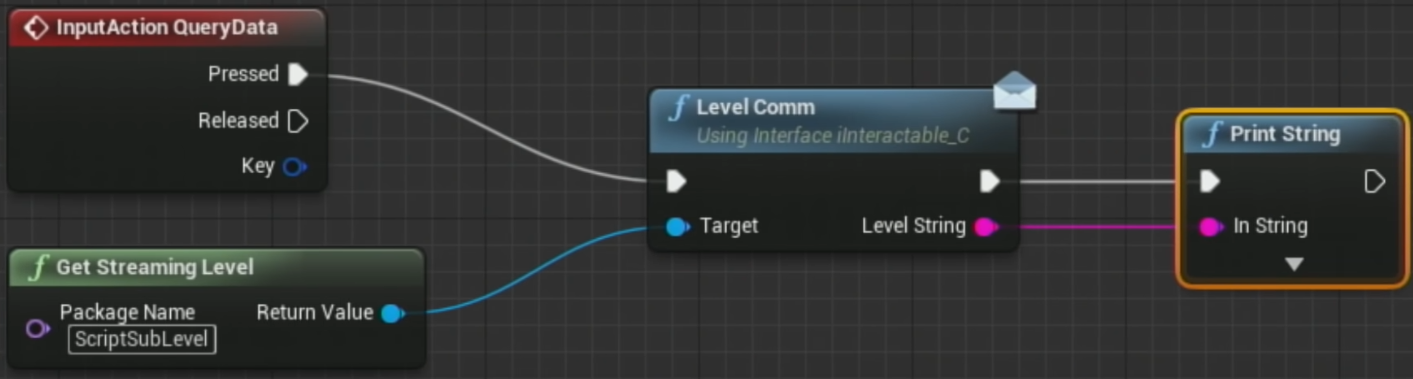 InputAction QueryData
Pressed
Released
Key
Get Streaming Level
Package Name
ScriptSubLevel
Return Value
Level Comm
Using Interface iInteractable_C
Target
Level String
Print String
In String